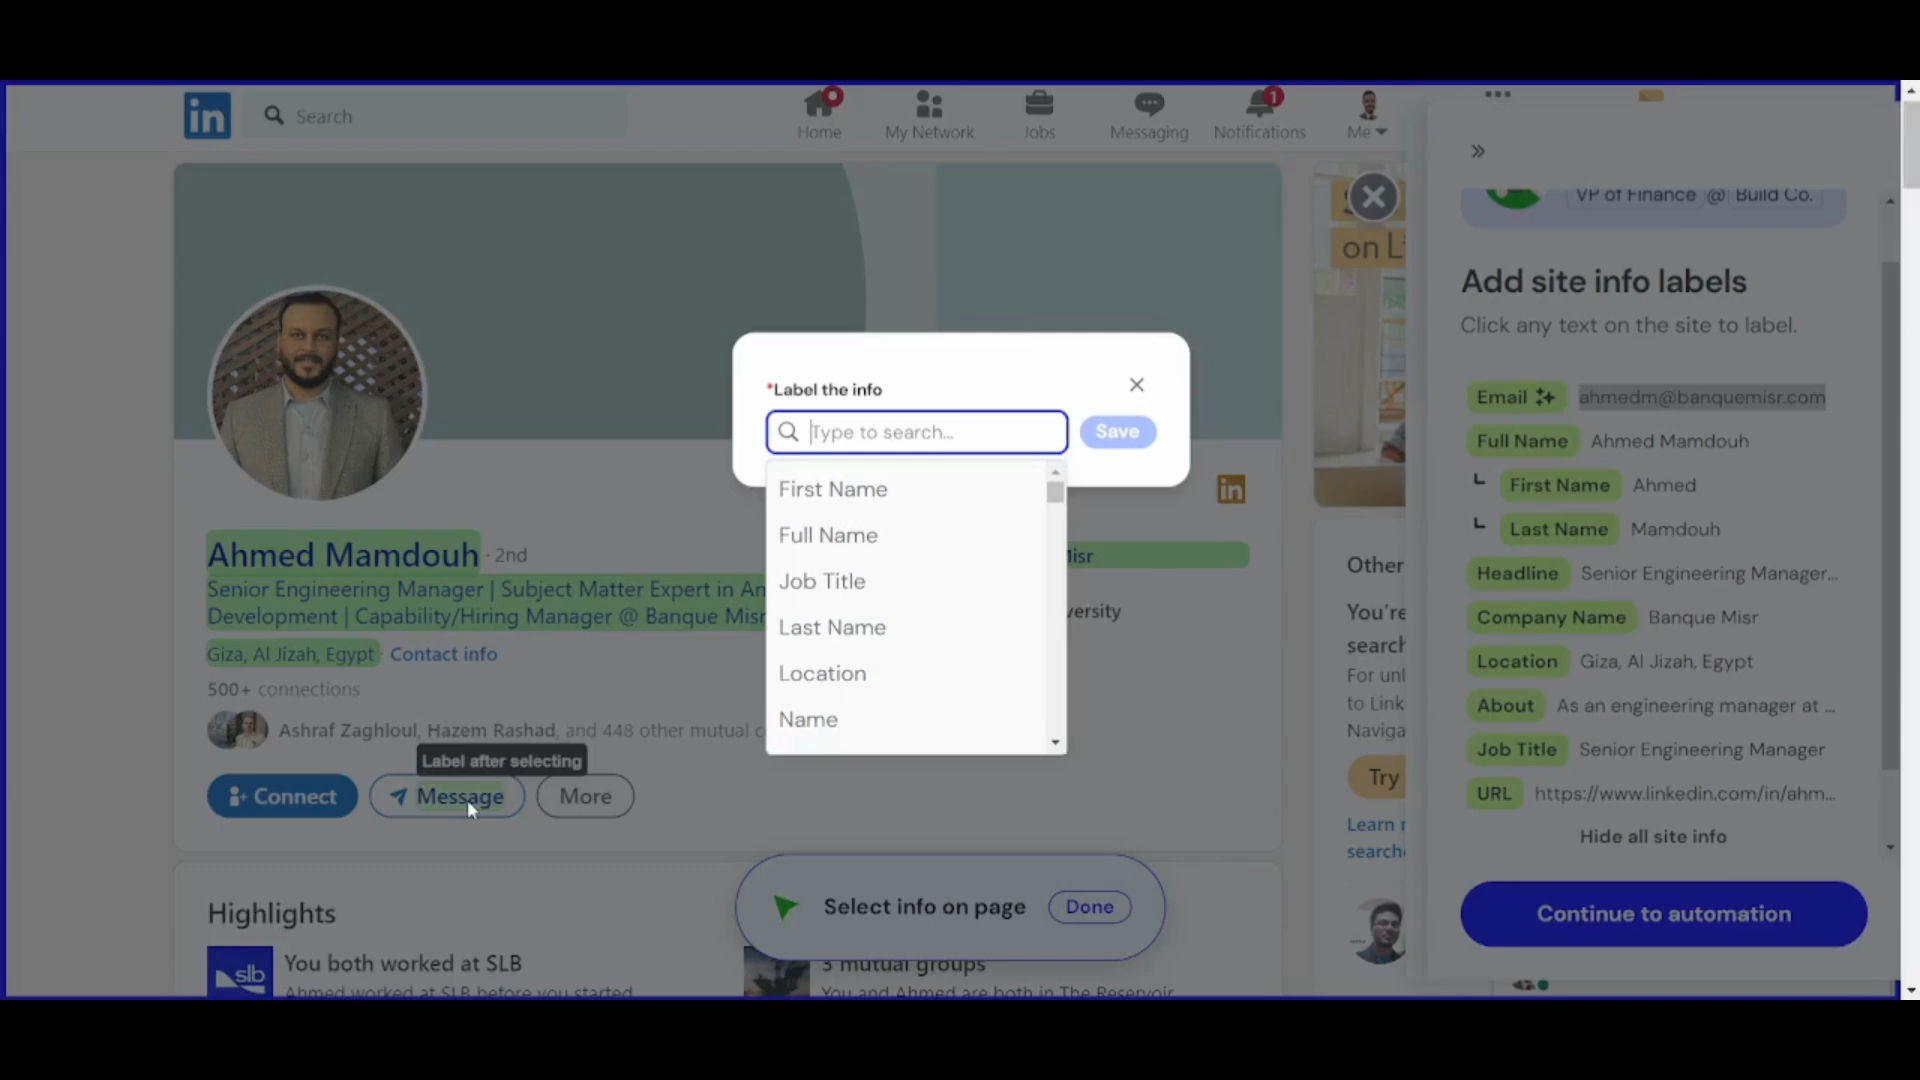 in
Search
Home
My Network
Jobs
Messaging
1
Notifications
Me
VP of Finance @ Build Co.
Add site info labels
Click any text on the site to label.
Email ahmedm@banquemisr.com
Full Name Ahmed Mamdouh
First Name Ahmed
Last Name Mamdouh
Headline Senior Engineering Manager...
Company Name Banque Misr
Location Giza, Al Jizah, Egypt
About As an engineering manager at ...
Job Title Senior Engineering Manager
URL https://www.linkedin.com/in/ahm...
Hide all site info
Continue to automation
*Label the info
Type to search...
Save
First Name
Full Name
Job Title
Last Name
Location
Name
in
Ahmed Mamdouh · 2nd
Senior Engineering Manager | Subject Matter Expert in An
Development | Capability/Hiring Manager @ Banque Misr
Giza, Al Jizah, Egypt · Contact info
500+ connections
Ashraf Zaghloul, Hazem Rashad, and 448 other mutual c
Label after selecting
Connect
Message
More
Misr
versity
on Li
Other
You're
search
For unl
to Link
Naviga
Try
Learn r
searche
Select info on page
Done
Highlights
slb
You both worked at SLB
Ahmed worked at SLB before you started
3 mutual groups
You and Ahmed are both in The Reservoir